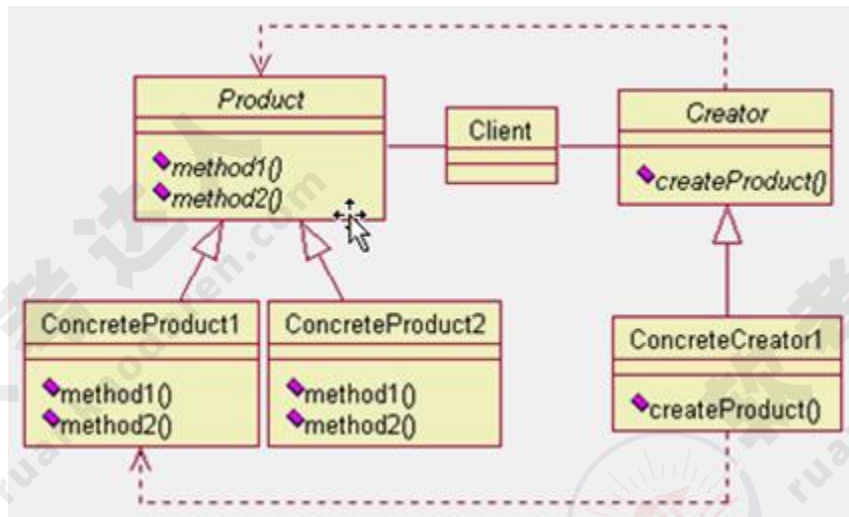 Product
method1()
method2()
Client
Creator
createProduct()
ConcreteProduct1
method1()
method2()
ConcreteProduct2
method1()
method2()
ConcreteCreator1
createProduct()